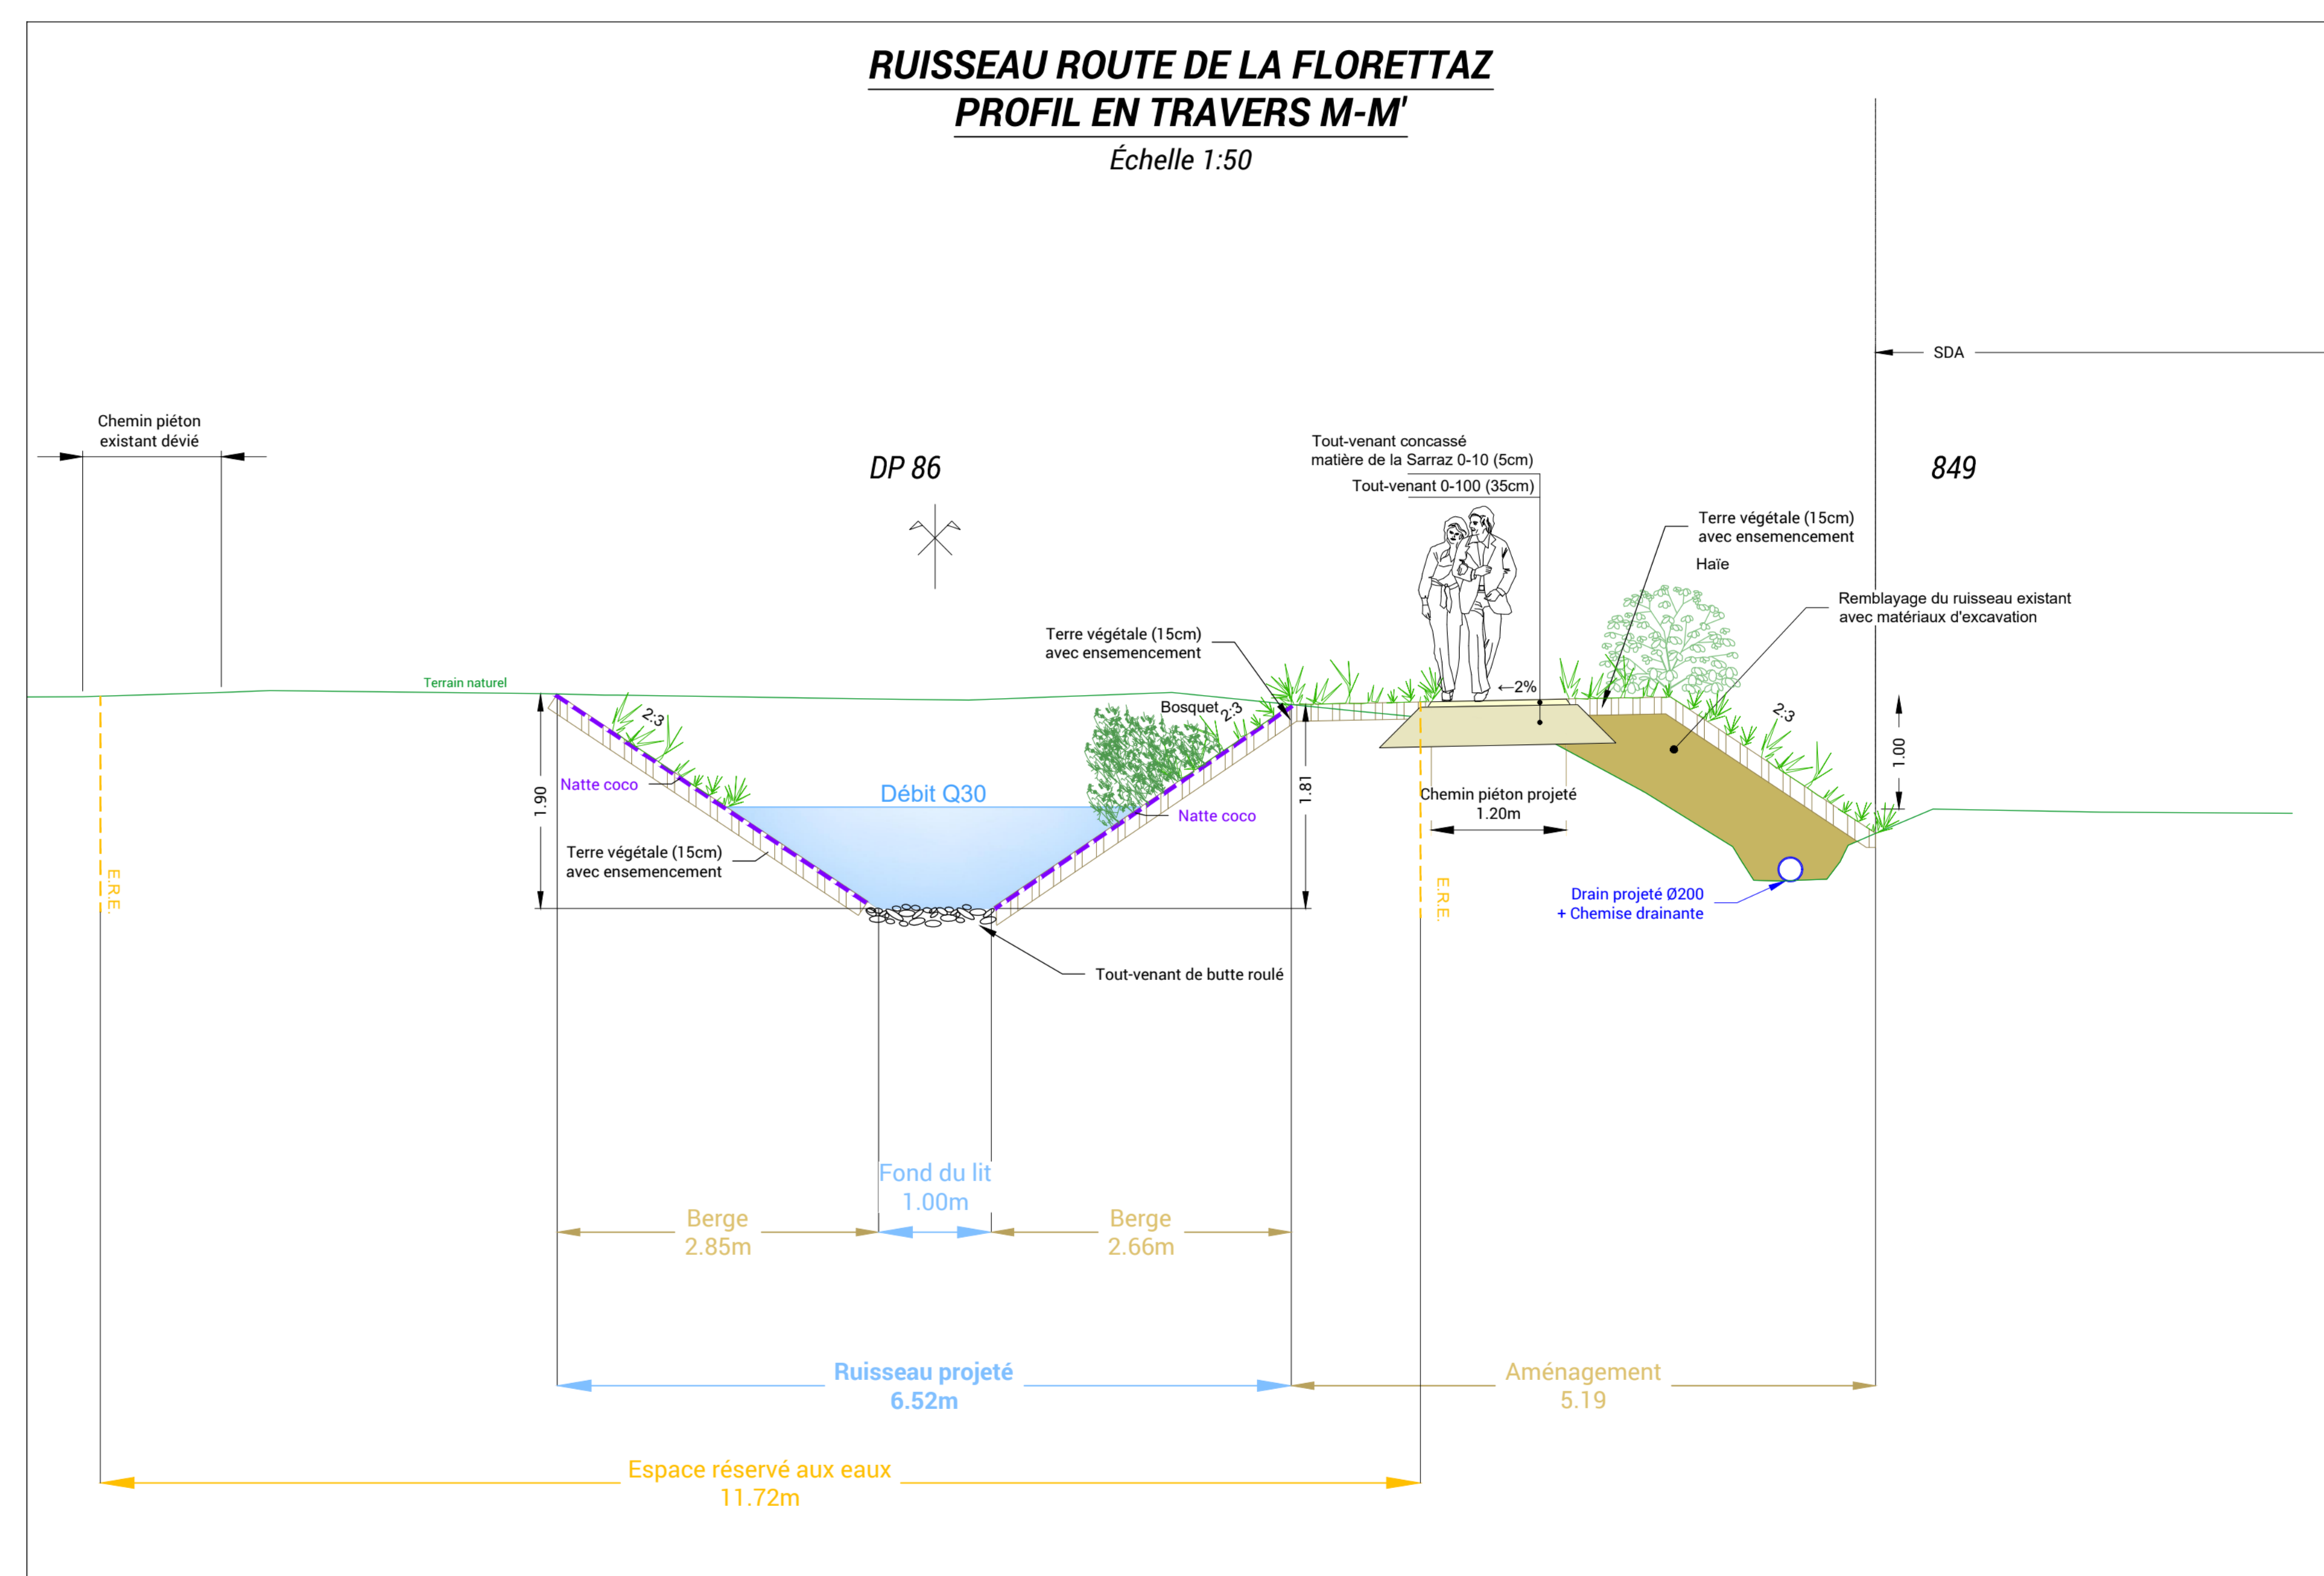 RUISSEAU ROUTE DE LA FLORETTAZ
PROFIL EN TRAVERS M-M'
Échelle 1:50
SDA
Chemin piéton
existant dévié
DP 86
Tout-venant concassé
matière de la Sarraz 0-10 (5cm)
Tout-venant 0-100 (35cm)
849
Terre végétale (15cm)
avec ensemencement
Haïe
Remblayage du ruisseau existant
avec matériaux d'excavation
Terre végétale (15cm)
avec ensemencement
Terrain naturel
←2%
2:3
Bosquet
2:3
2:3
1.00
Natte coco
1.90
Débit Q30
1.81
Chemin piéton projeté
1.20m
Natte coco
Terre végétale (15cm)
avec ensemencement
E.R.E.
E.R.E.
Drain projeté Ø200
+ Chemise drainante
Tout-venant de butte roulé
Fond du lit
1.00m
Berge
2.85m
Berge
2.66m
Ruisseau projeté
6.52m
Aménagement
5.19
Espace réservé aux eaux
11.72m